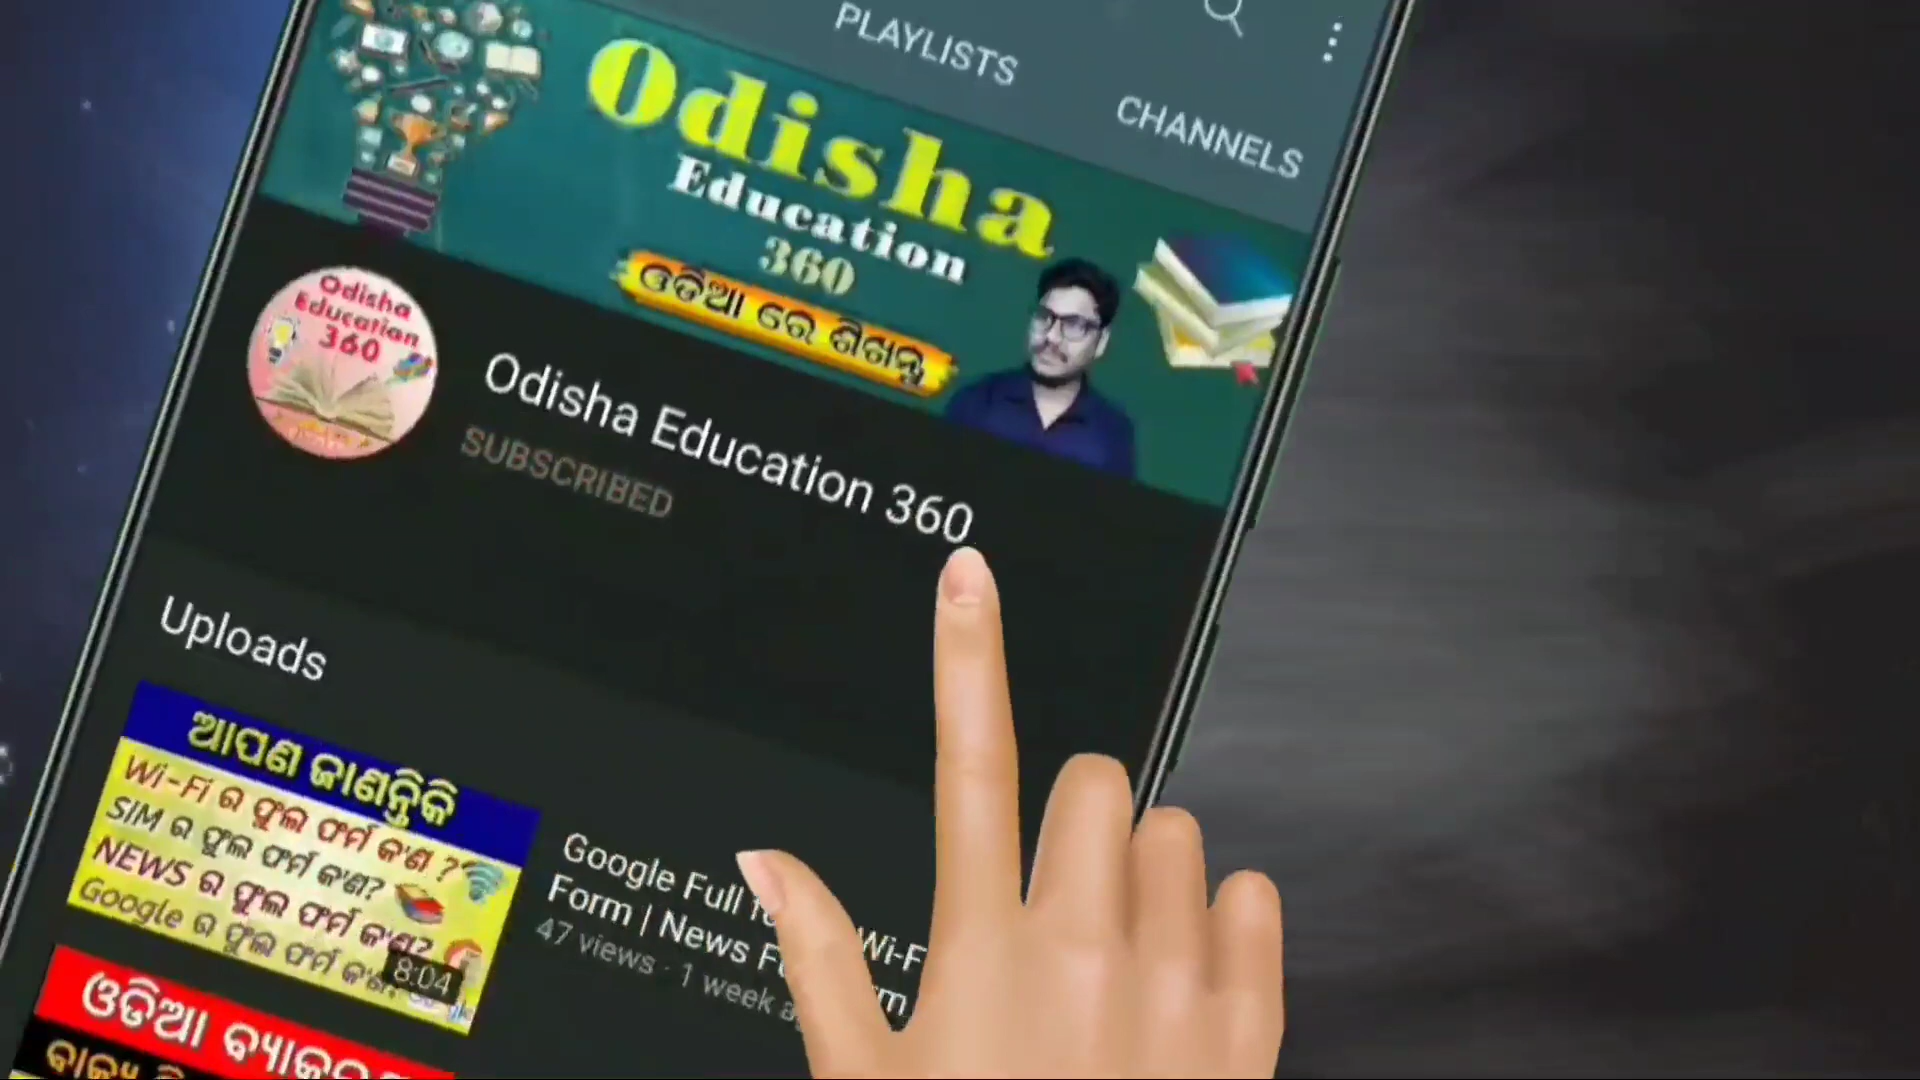 PLAYLISTS
CHANNELS
Odisha
Education
360
ଓଡିଆ ରେ ଶିଖନ୍ତୁ
Odisha
Education
360
Odisha Education 360
SUBSCRIBED
Uploads
ଆପଣ ଜାଣନ୍ତିକି
Wi-Fi ର ଫୁଲ ଫର୍ମ କ'ଣ ?
SIM ର ଫୁଲ ଫର୍ମ କ'ଣ?
NEWS ର ଫୁଲ ଫର୍ମ କ'ଣ?
Google ର ଫୁଲ ଫର୍ମ କ'ଣ?
8:04
Google Full Wi-F
Form | News
47 views · 1 week
ଓଡିଆ
ବାକ୍ୟ